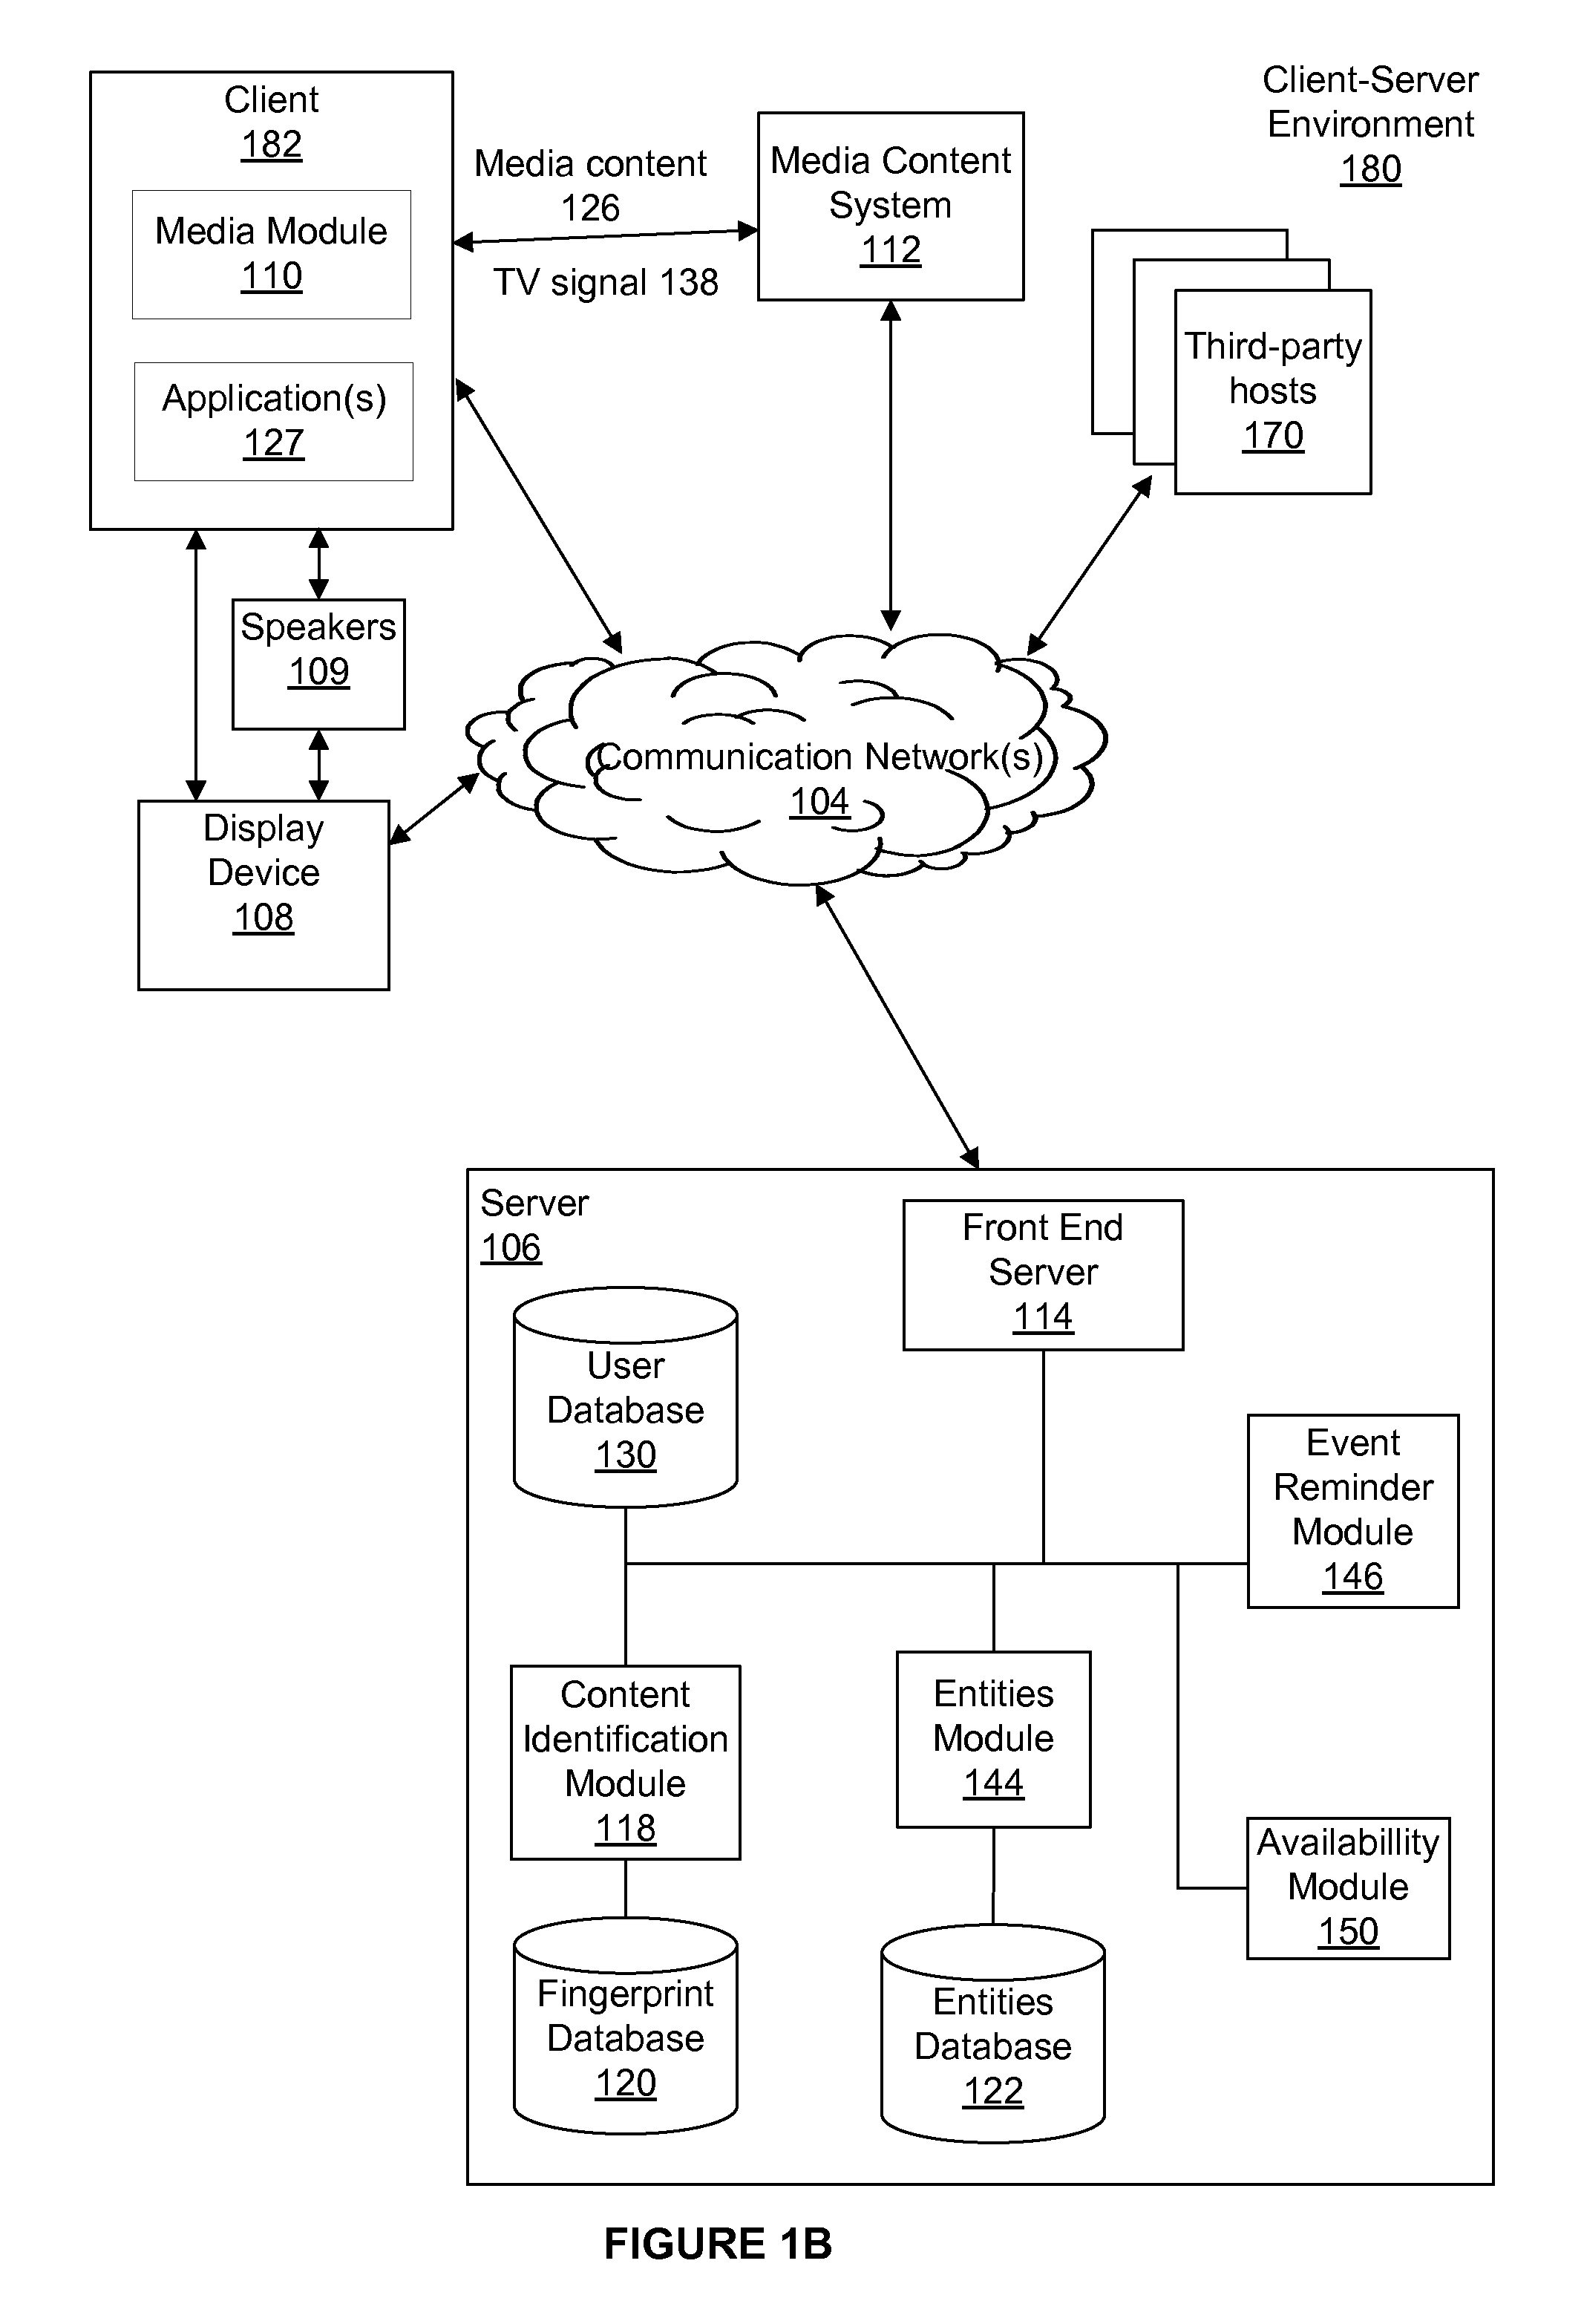 Client
182
Media Module
110
Application(s)
127
Media content
126
TV signal 138
Media Content
System
112
Client-Server
Environment
180
Third-party
hosts
170
Speakers
109
Display
Device
108
Communication Network(s)
104
Server
106
Front End
Server
114
User
Database
130
Event
Reminder
Module
146
Content
Identification
Module
118
Entities
Module
144
Availabillity
Module
150
Fingerprint
Database
120
Entities
Database
122
FIGURE 1B